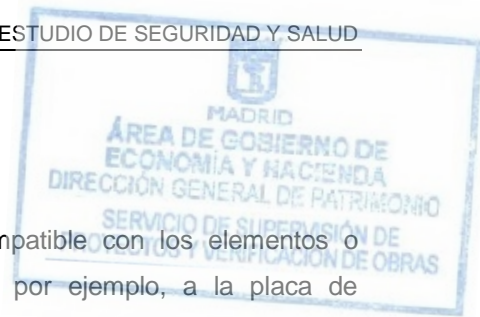 ESTUDIO DE SEGURIDAD Y SALUD
MADRID
ÁREA DE GOBIERNO DE
ECONOMÍA Y HACIENDA
DIRECCIÓN GENERAL DE PATRIMONIO
SERVICIO DE SUPERVISIÓN DE
PROYECTOS Y VERIFICACIÓN DE OBRAS
mpatible con los elementos o
por ejemplo, a la placa de